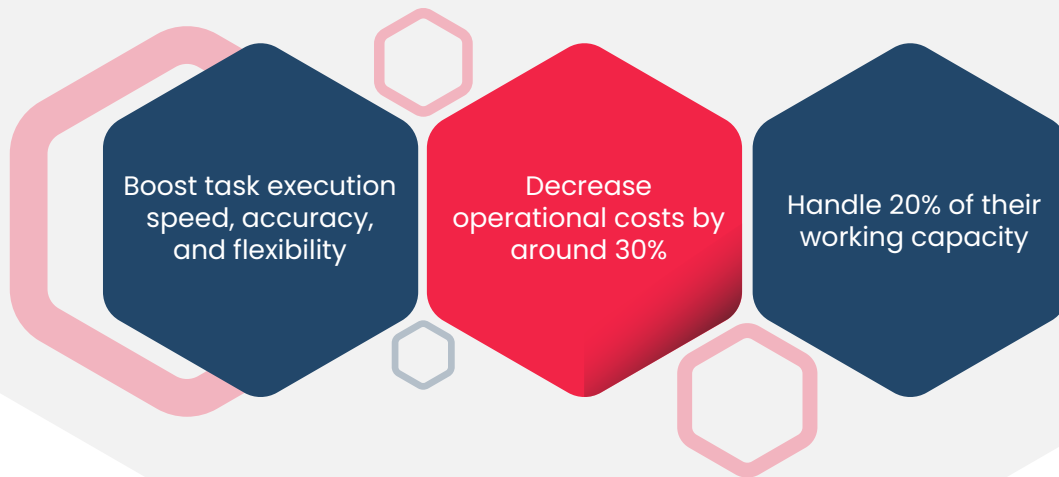 Boost task execution
speed, accuracy,
and flexibility
Decrease
operational costs by
around 30%
Handle 20% of their
working capacity